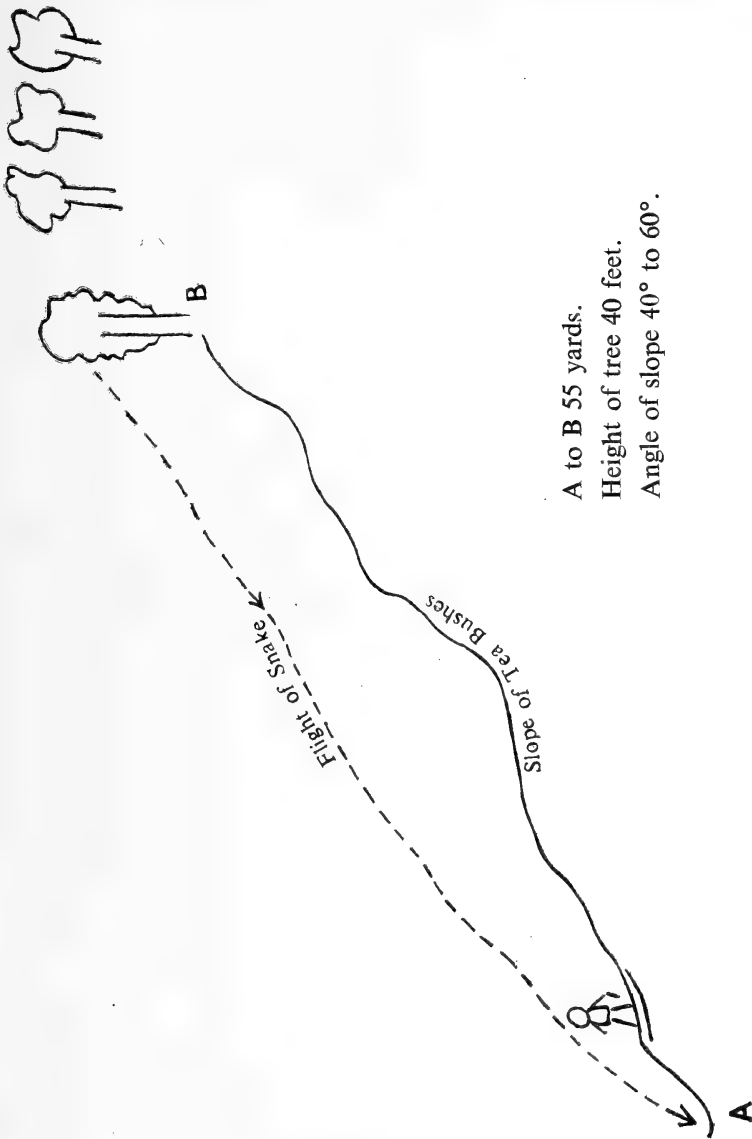 B
Flight of Snake
Slope of Tea Bushes
A to B 55 yards.
Height of tree 40 feet.
Angle of slope 40° to 60°.
A